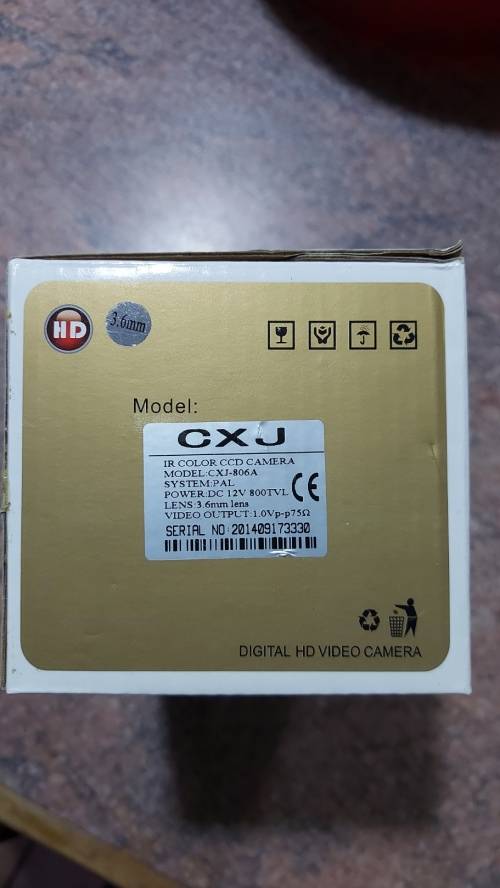 HD
3.6mm
Model:
CXJ
IR COLOR CCD CAMERA
MODEL:CXJ-806A
SYSTEM:PAL
POWER:DC 12V 800TVL
CE
LENS:3.6mm lens
VIDEO OUTPUT:1.0Vp-p75Ω
SERIAL NO:201409173330
DIGITAL HD VIDEO CAMERA